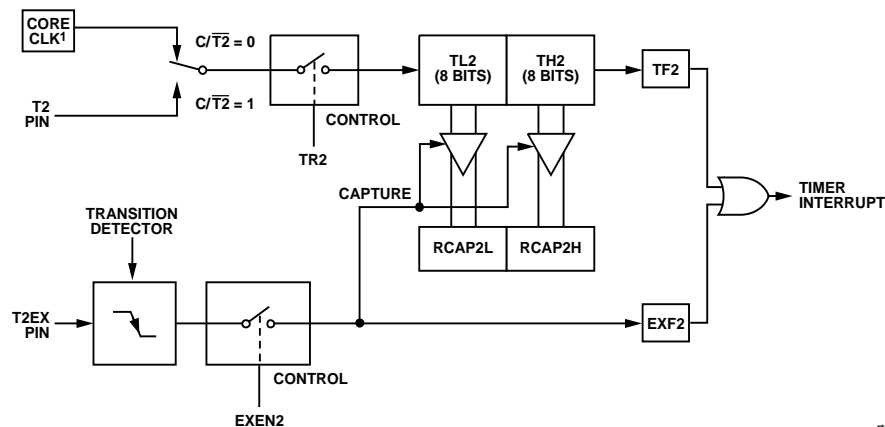 CORE
CLK1
C/T2 = 0
C/T2 = 1
T2
PIN
CONTROL
TR2
TL2
(8 BITS)
TH2
(8 BITS)
TF2
CAPTURE
TRANSITION
DETECTOR
RCAP2L
RCAP2H
TIMER
INTERRUPT
T2EX
PIN
EXF2
CONTROL
EXEN2